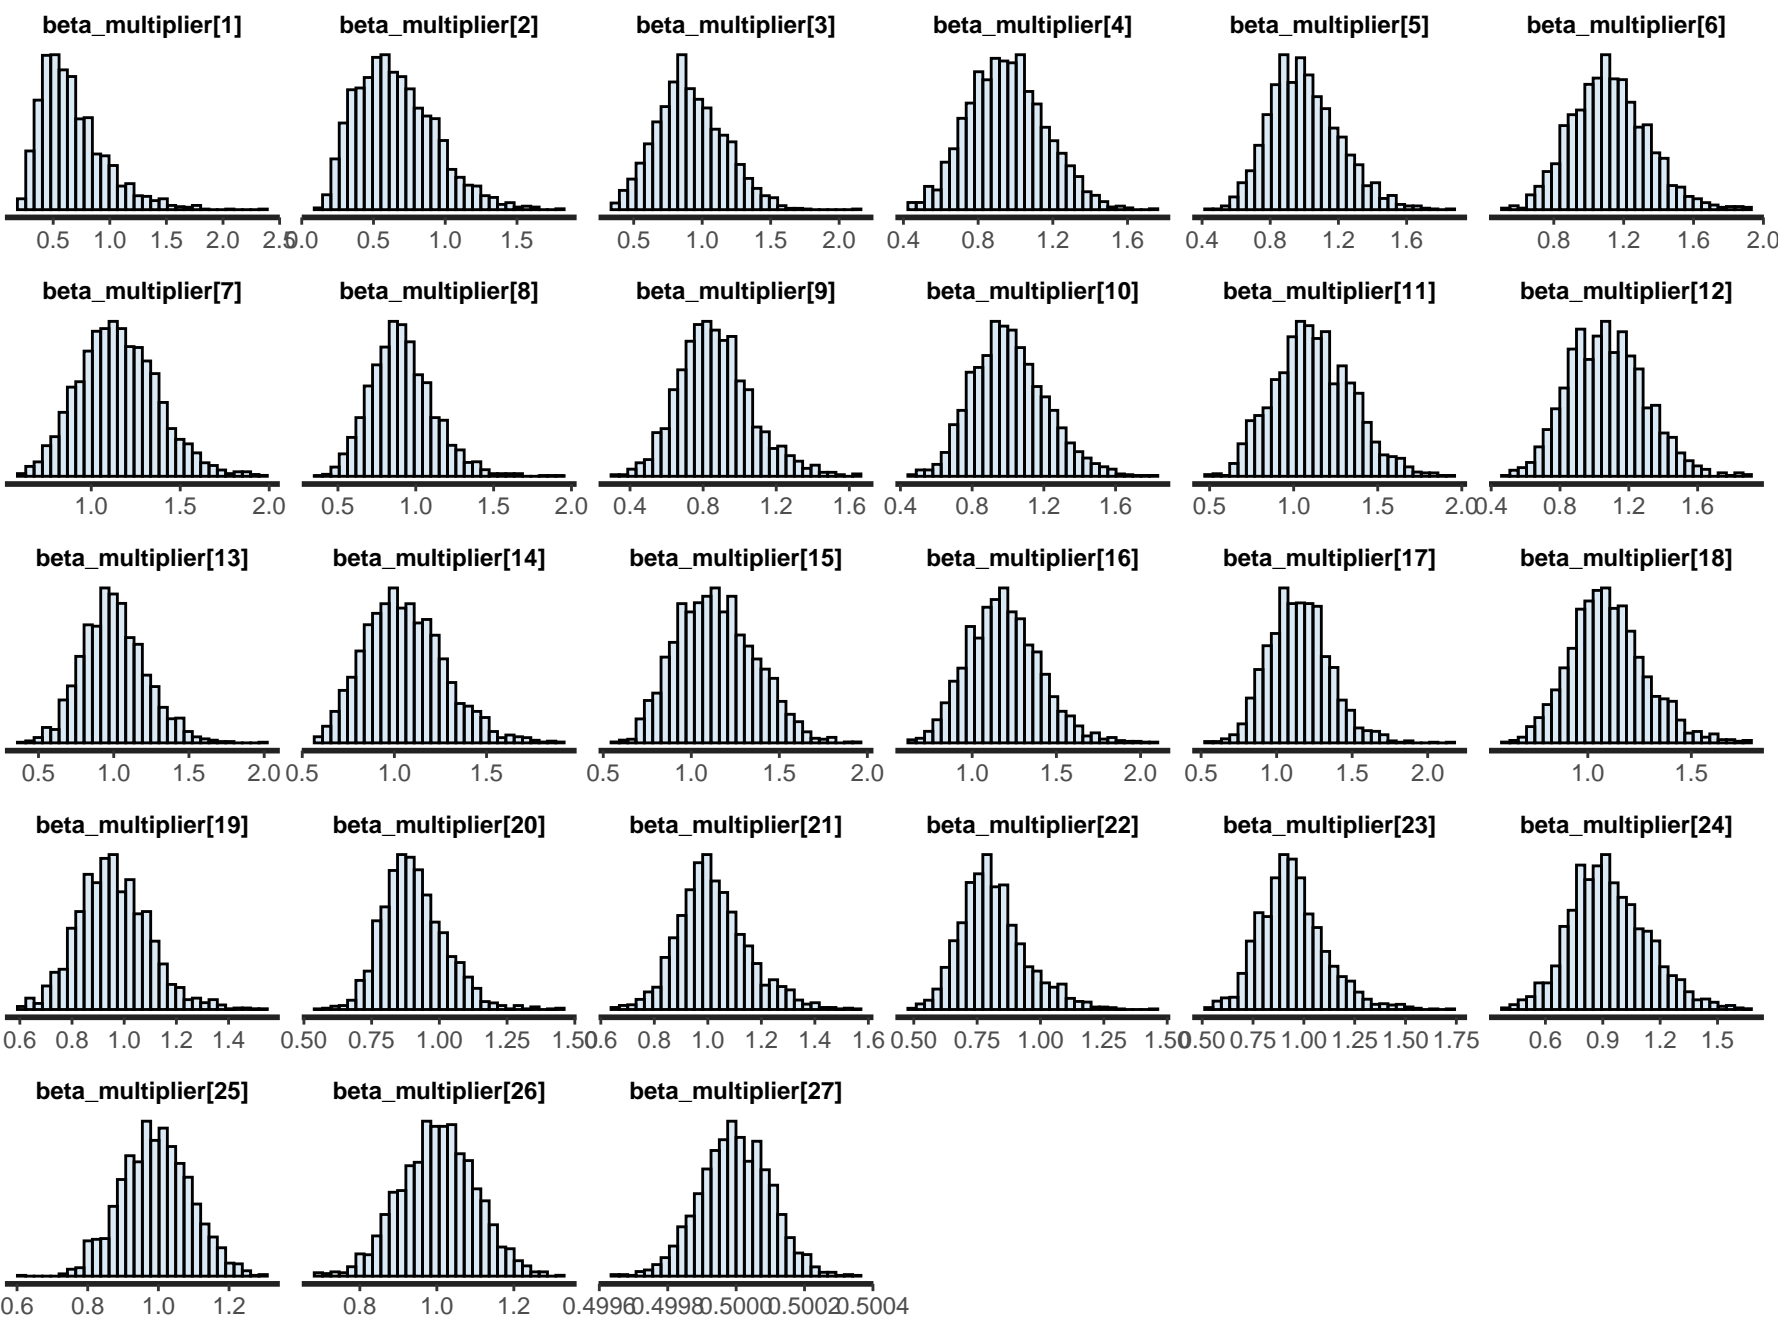 beta_multiplier[1] beta_multiplier[2] beta_multiplier[3] beta_multiplier[4] beta_multiplier[5] beta_multiplier[6]
0.5 1.0 1.5 2.0 2.5 0.0 0.5 1.0 1.5 0.5 1.0 1.5 2.0 0.4 0.8 1.2 1.6 0.4 0.8 1.2 1.6 0.8 1.2 1.6 2.0
beta_multiplier[7] beta_multiplier[8] beta_multiplier[9] beta_multiplier[10] beta_multiplier[11] beta_multiplier[12]
1.0 1.5 2.0 0.5 1.0 1.5 2.0 0.4 0.8 1.2 1.6 0.4 0.8 1.2 1.6 0.5 1.0 1.5 2.0 0.4 0.8 1.2 1.6
beta_multiplier[13] beta_multiplier[14] beta_multiplier[15] beta_multiplier[16] beta_multiplier[17] beta_multiplier[18]
0.5 1.0 1.5 2.0 0.5 1.0 1.5 0.5 1.0 1.5 2.0 1.0 1.5 2.0 0.5 1.0 1.5 2.0 1.0 1.5
beta_multiplier[19] beta_multiplier[20] beta_multiplier[21] beta_multiplier[22] beta_multiplier[23] beta_multiplier[24]
0.6 0.8 1.0 1.2 1.4 0.50 0.75 1.00 1.25 1.50 0.6 0.8 1.0 1.2 1.4 1.6 0.50 0.75 1.00 1.25 1.50 0.50 0.75 1.00 1.25 1.50 1.75 0.6 0.9 1.2 1.5
beta_multiplier[25] beta_multiplier[26] beta_multiplier[27]
0.6 0.8 1.0 1.2 0.8 1.0 1.2 0.4996 0.4998 0.5000 0.5002 0.5004